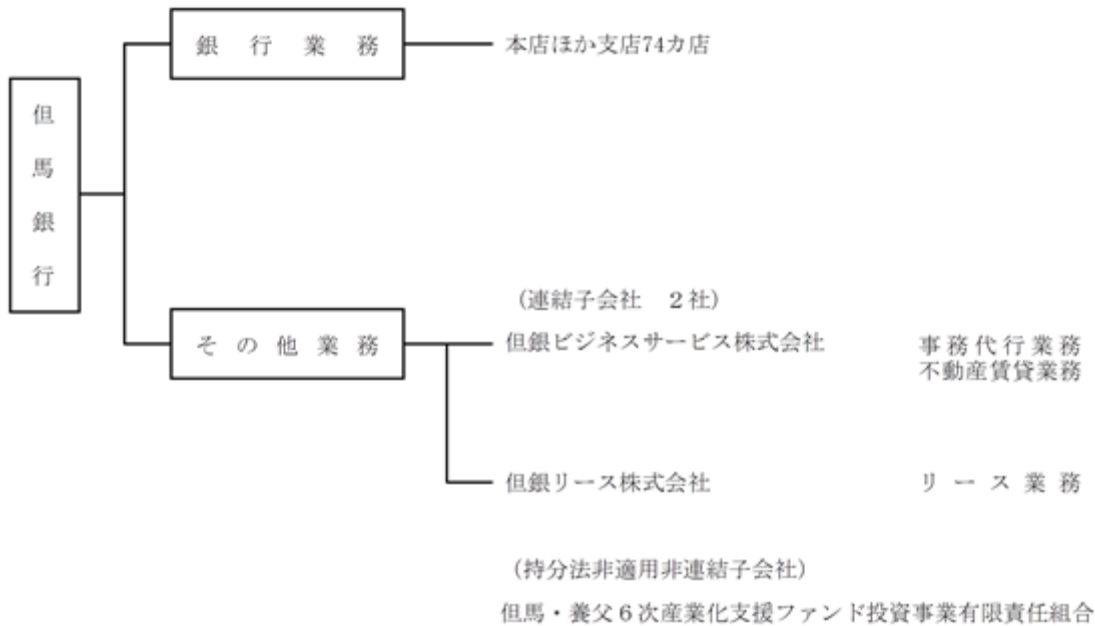 但馬銀行
銀行業務
本店ほか支店74カ店
その他業務
（連結子会社　２社）
但銀ビジネスサービス株式会社
事務代行業務
不動産賃貸業務
但銀リース株式会社
リース業務
（持分法非適用非連結子会社）
但馬・養父６次産業化支援ファンド投資事業有限責任組合